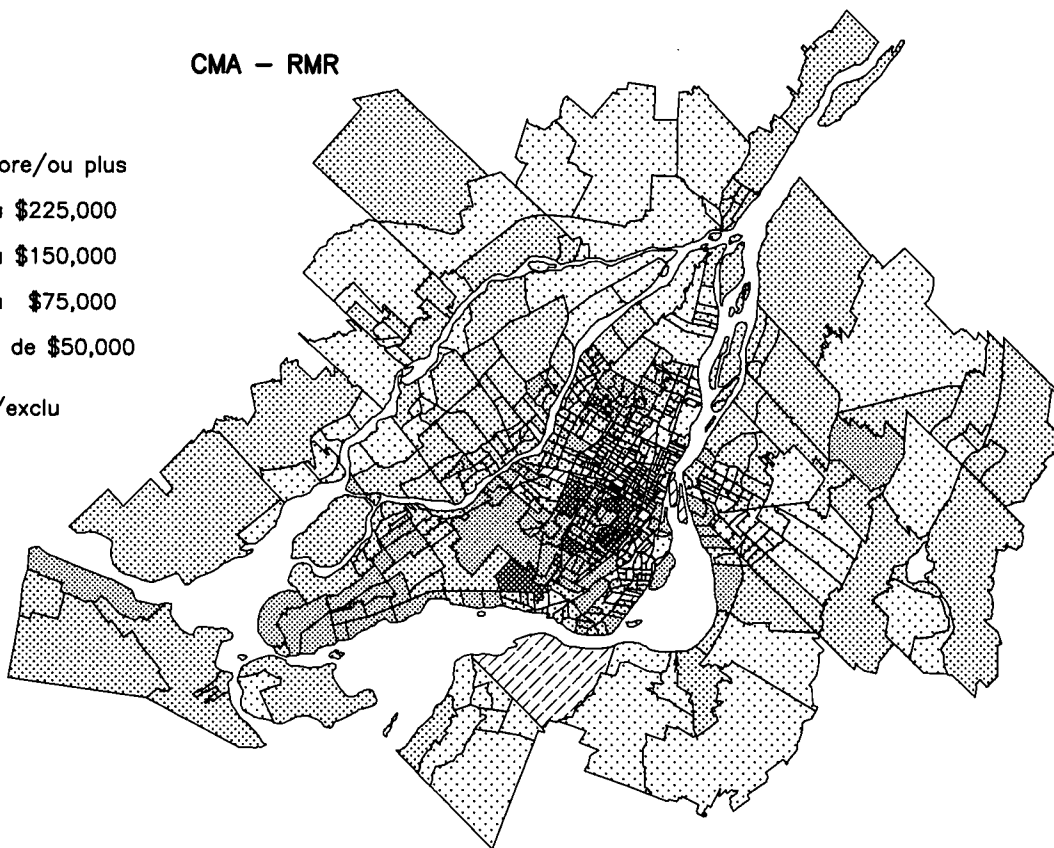 CMA – RMR
ore/ou plus
$225,000
$150,000
$75,000
de $50,000
/exclu